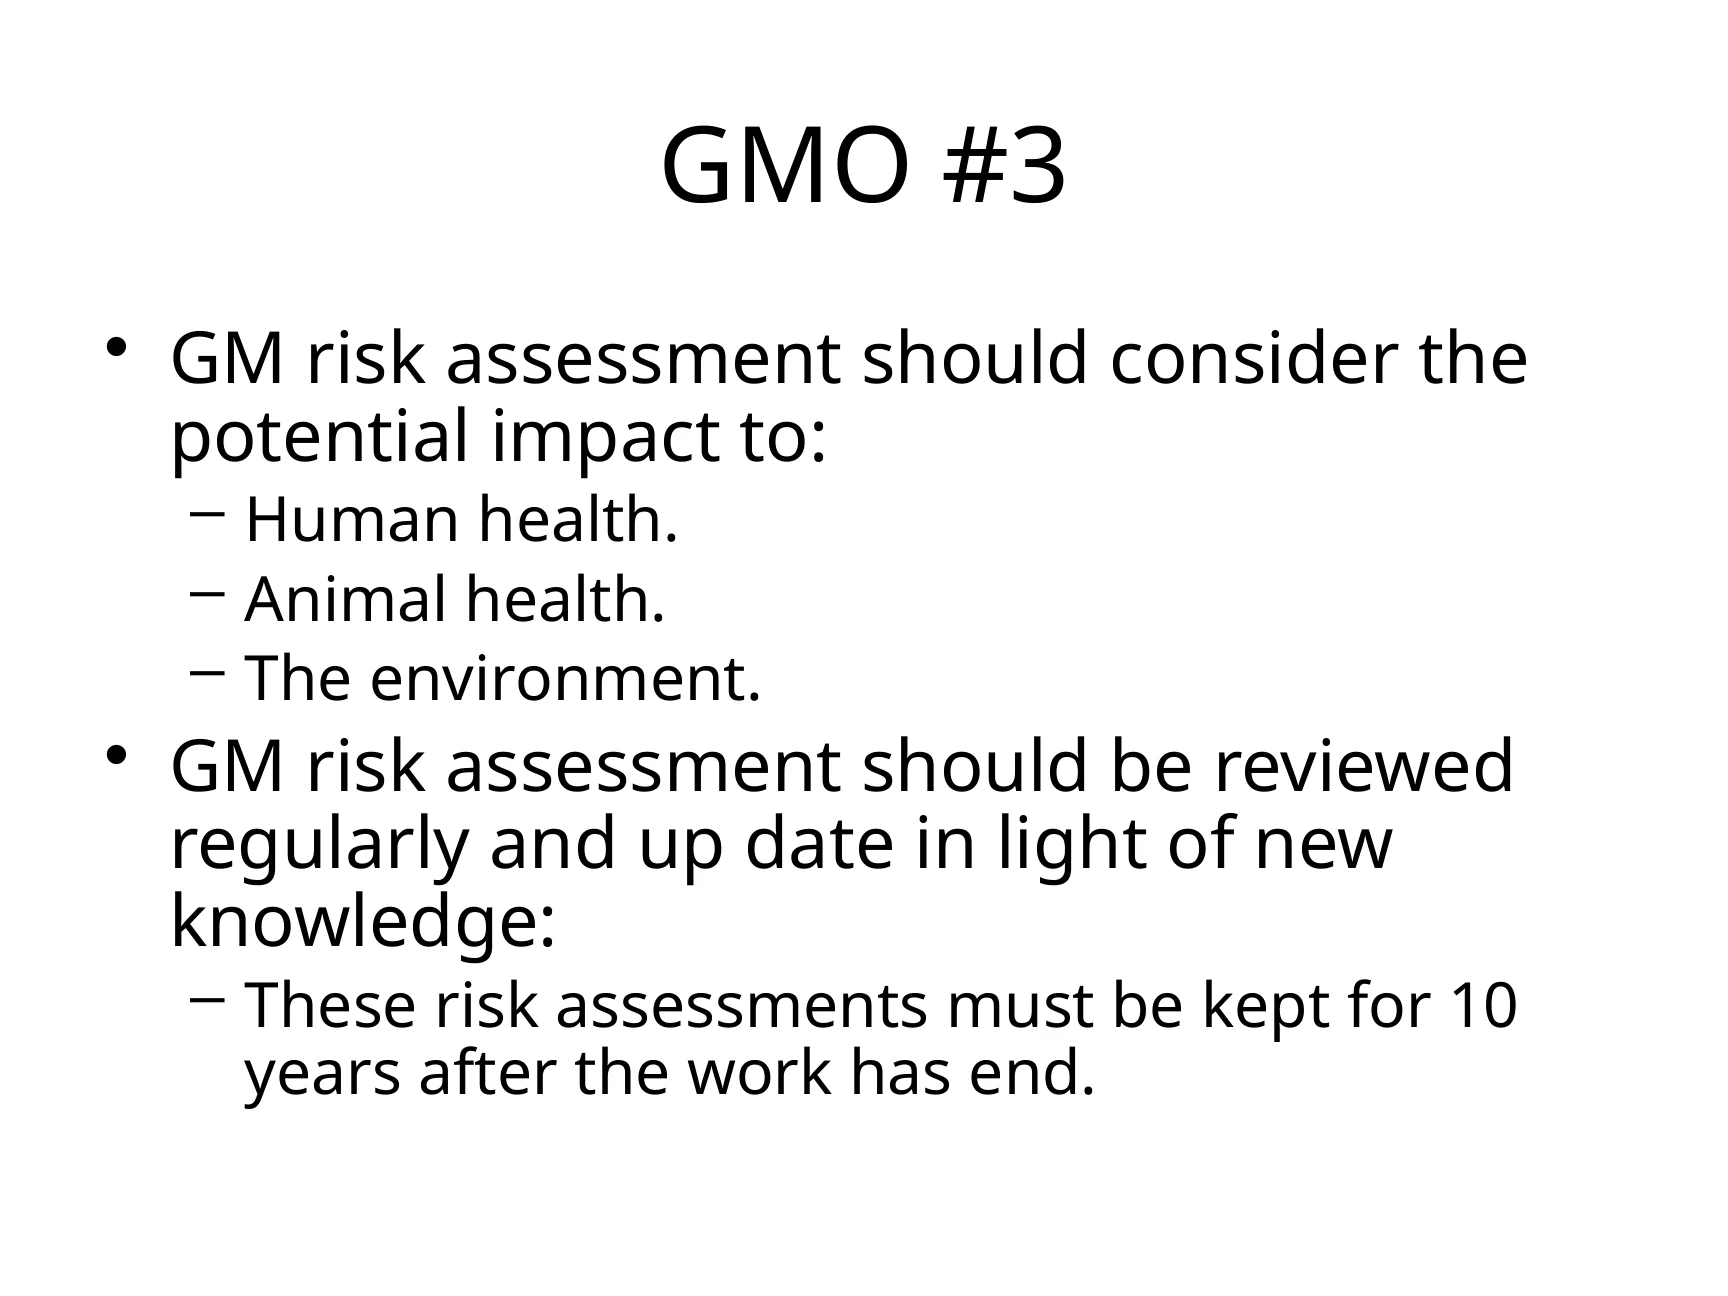 GMO #3
• GM risk assessment should consider the
potential impact to:
– Human health.
– Animal health.
– The environment.
• GM risk assessment should be reviewed
regularly and up date in light of new
knowledge:
– These risk assessments must be kept for 10
years after the work has end.